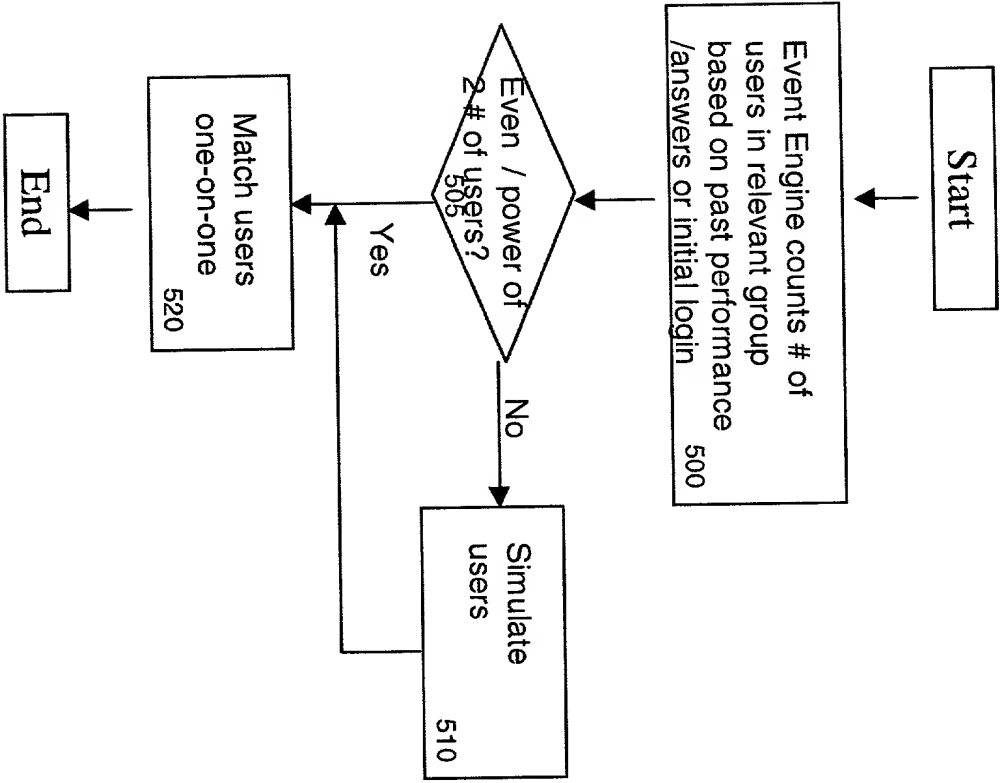 Start
Event Engine counts # of
users in relevant group
based on past performance
/answers or initial login
500
Even / power of
2 # of users?
505
No
Simulate
users
510
Yes
Match users
one-on-one
520
End